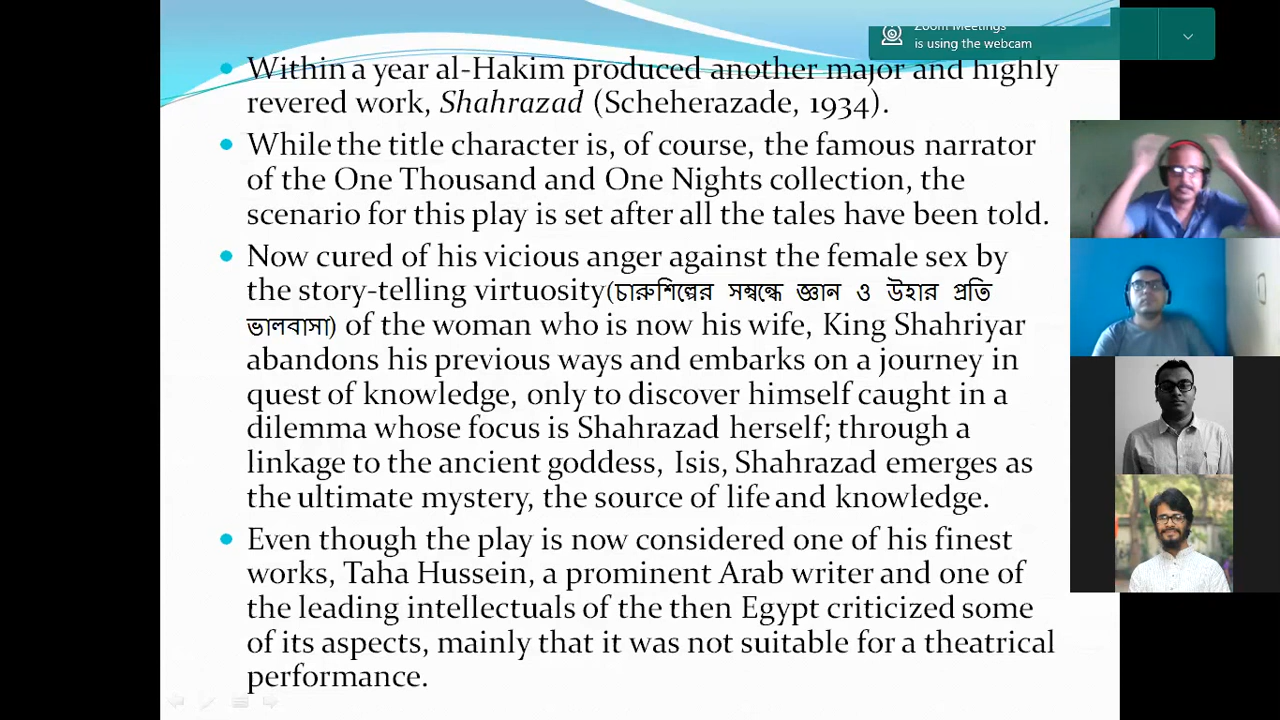 Zoom Meetings
is using the webcam
Within a year al-Hakim produced another major and highly
revered work, Shahrazad (Scheherazade, 1934).
While the title character is, of course, the famous narrator
of the One Thousand and One Nights collection, the
scenario for this play is set after all the tales have been told.
Now cured of his vicious anger against the female sex by
the story-telling virtuosity(চারুশিল্পের সম্বন্ধে জ্ঞান ও উহার প্রতি
ভালবাসা) of the woman who is now his wife, King Shahriyar
abandons his previous ways and embarks on a journey in
quest of knowledge, only to discover himself caught in a
dilemma whose focus is Shahrazad herself; through a
linkage to the ancient goddess, Isis, Shahrazad emerges as
the ultimate mystery, the source of life and knowledge.
Even though the play is now considered one of his finest
works, Taha Hussein, a prominent Arab writer and one of
the leading intellectuals of the then Egypt criticized some
of its aspects, mainly that it was not suitable for a theatrical
performance.